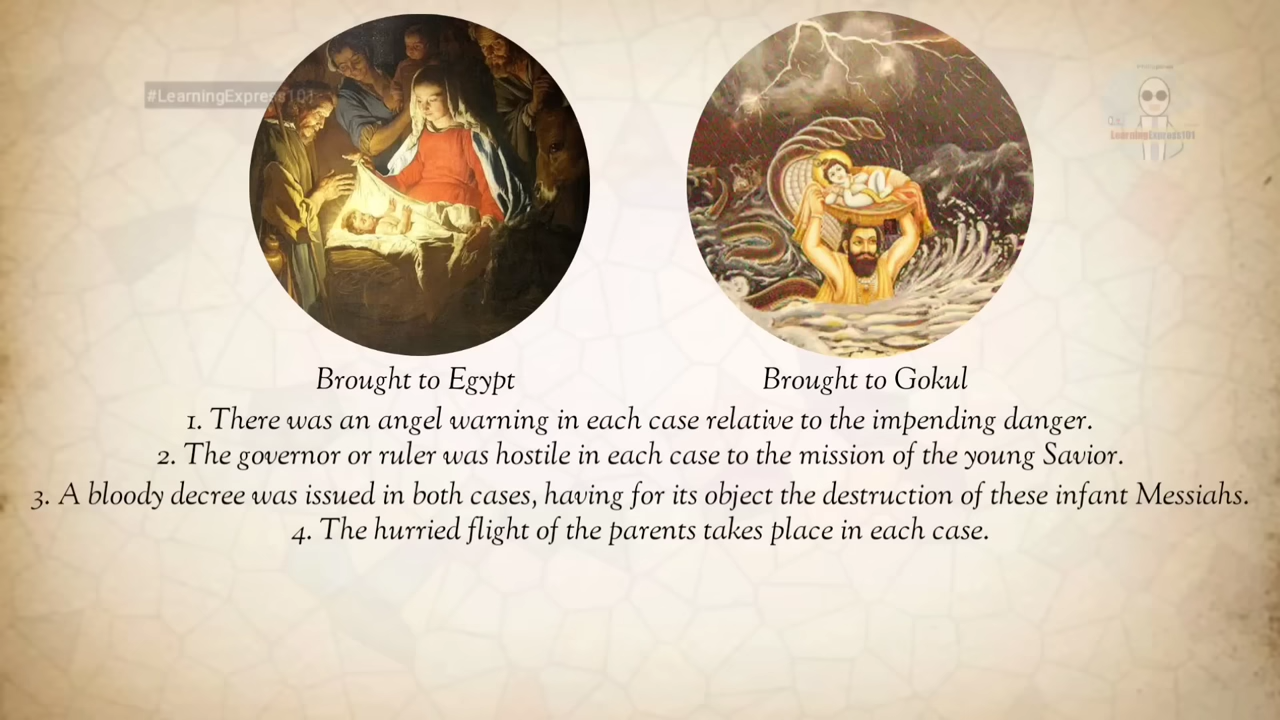 #LearningExpress101
LearningExpress101
Brought to Egypt
Brought to Gokul
1. There was an angel warning in each case relative to the impending danger.
2. The governor or ruler was hostile in each case to the mission of the young Savior.
3. A bloody decree was issued in both cases, having for its object the destruction of these infant Messiahs.
4. The hurried flight of the parents takes place in each case.